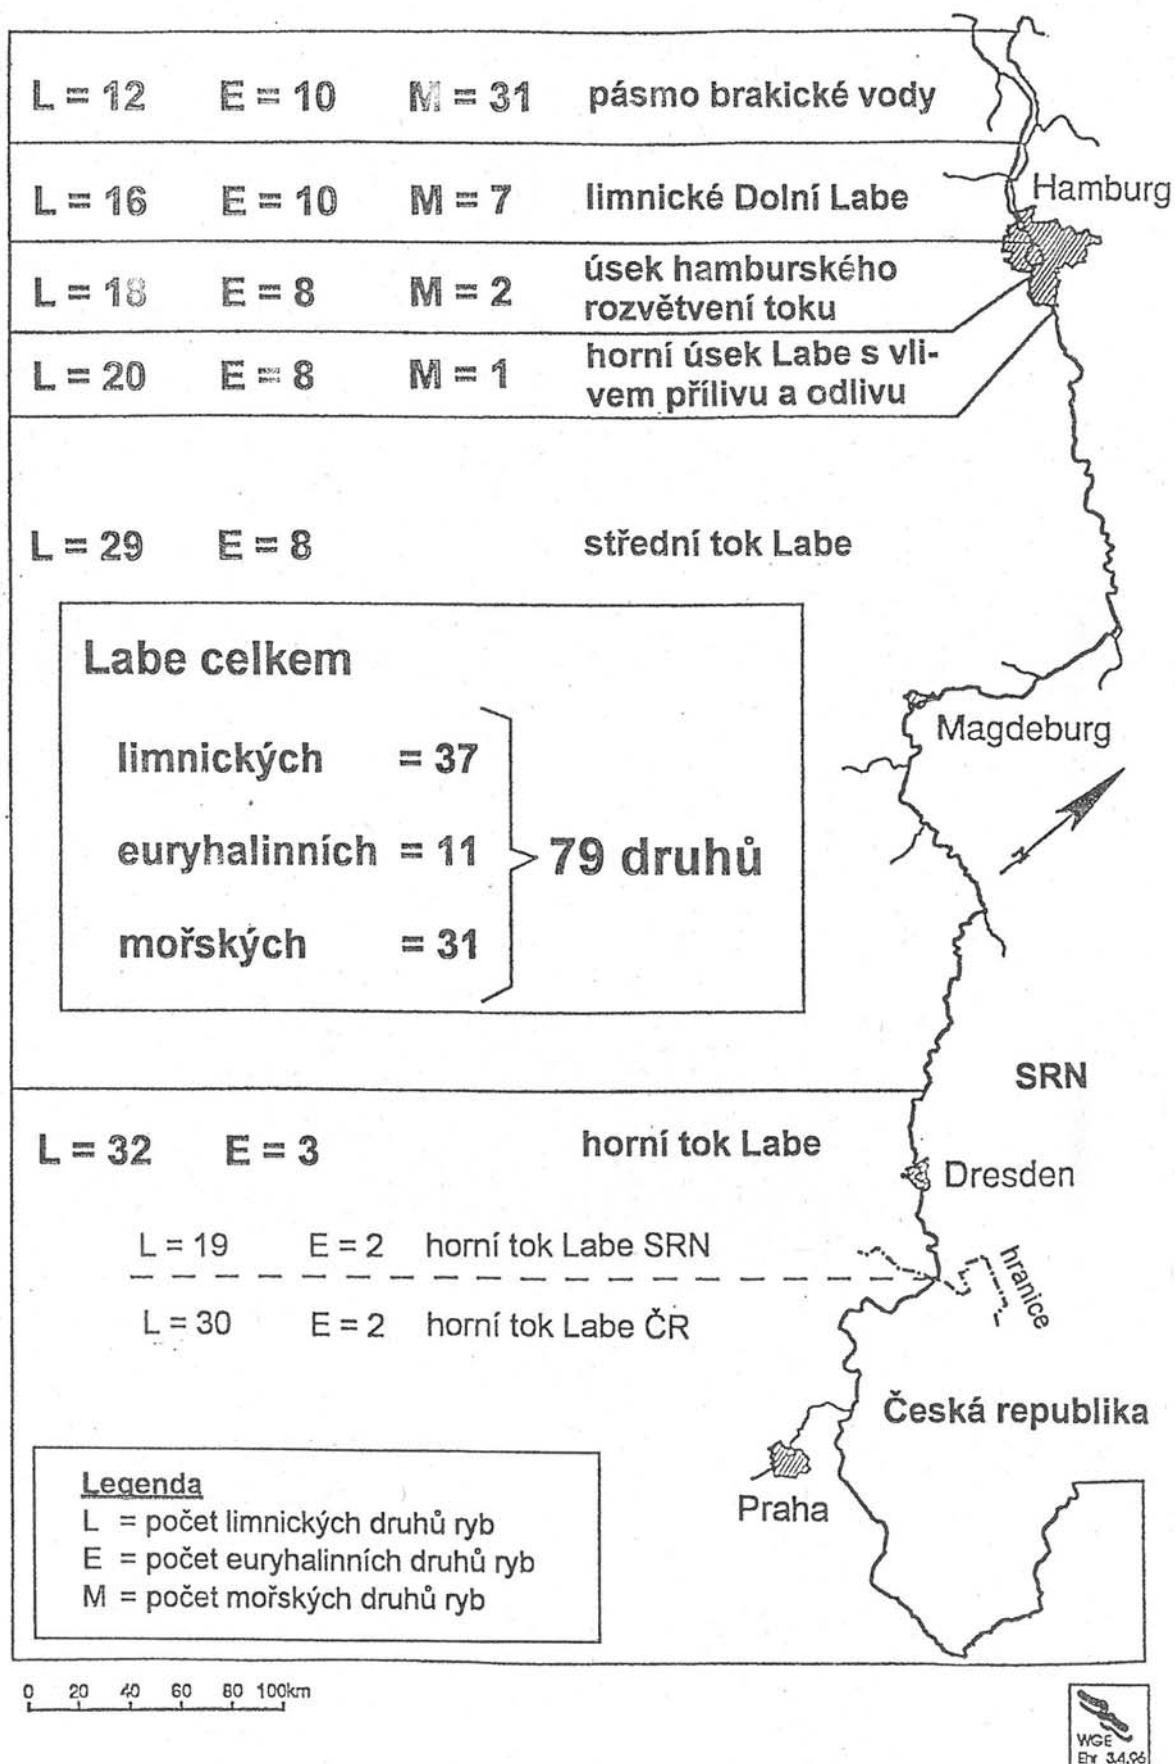 L = 12 E = 10 M = 31 pásmo brakické vody
L = 16 E = 10 M = 7 limnické Dolní Labe
Hamburg
L = 18 E = 8 M = 2 úsek hamburského
rozvětvení toku
L = 20 E = 8 M = 1 horní úsek Labe s vli-
vem přílivu a odlivu
L = 29 E = 8 střední tok Labe
Labe celkem
limnických = 37
euryhalinních = 11
mořských = 31
79 druhů
Magdeburg
SRN
L = 32 E = 3 horní tok Labe
Dresden
L = 19 E = 2 horní tok Labe SRN
hranice
L = 30 E = 2 horní tok Labe ČR
Česká republika
Praha
Legenda
L = počet limnických druhů ryb
E = počet euryhalinních druhů ryb
M = počet mořských druhů ryb
0 20 40 60 80 100km
WGE
Ehr 3.4.96